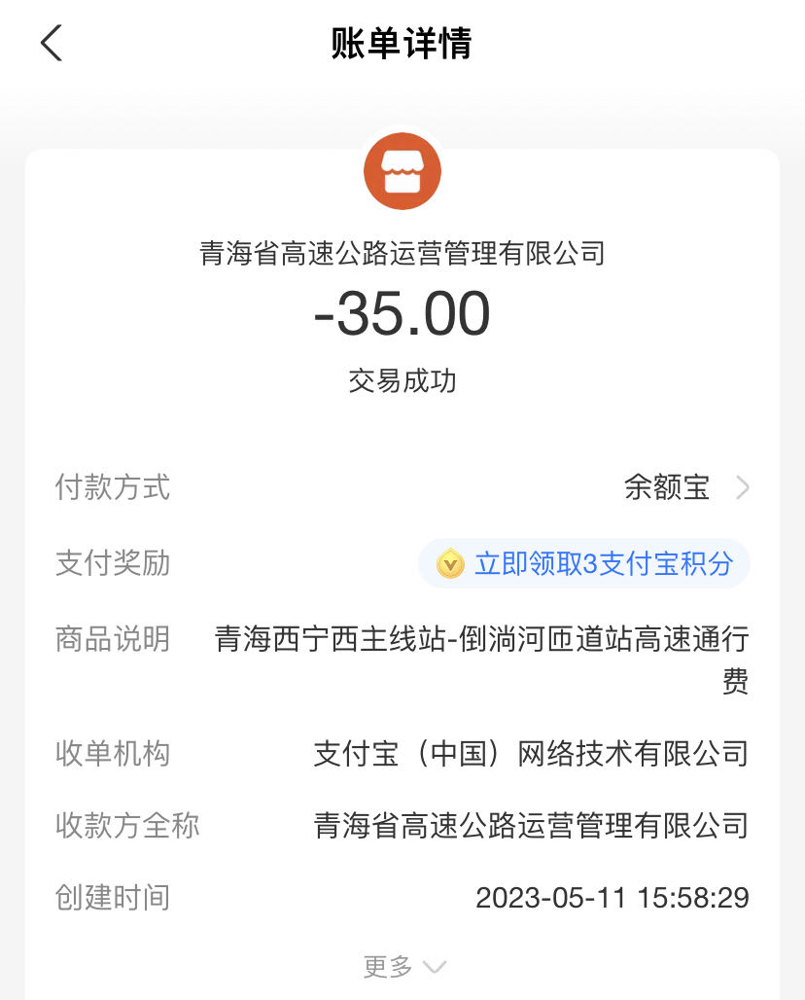 账单详情
青海省高速公路运营管理有限公司
-35.00
交易成功
付款方式 余额宝
支付奖励 立即领取3支付宝积分
商品说明 青海西宁西主线站-倒淌河匝道站高速通行
费
收单机构 支付宝（中国）网络技术有限公司
收款方全称 青海省高速公路运营管理有限公司
创建时间 2023-05-11 15:58:29
更多